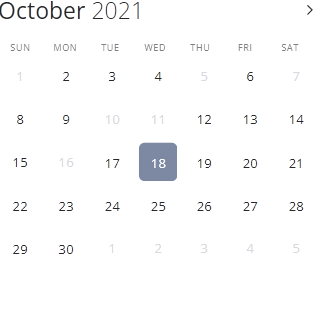 October 2021
SUN MON TUE WED THU FRI SAT
1 2 3 4 5 6 7
8 9 10 11 12 13 14
15 16 17 18 19 20 21
22 23 24 25 26 27 28
29 30 1 2 3 4 5